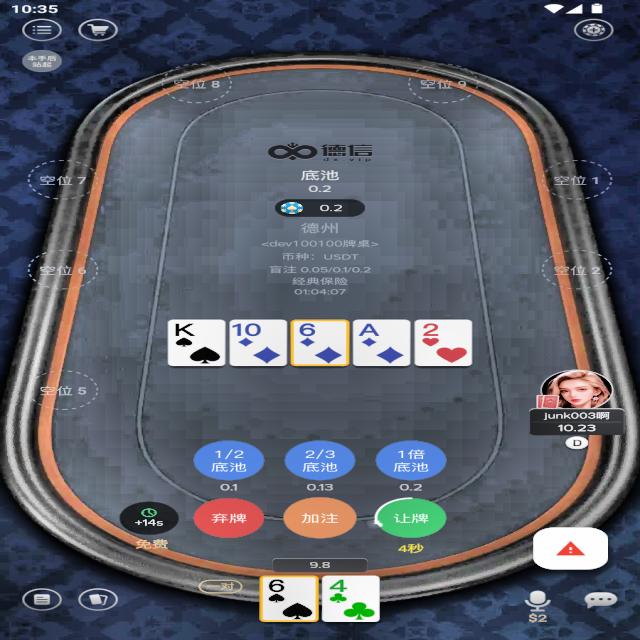 10:35
本手后
站起
空位 8
空位 9
德信
dx.vip
底池
0.2
0.2
空位 7
空位 1
德州
<dev100100牌桌>
币种：USDT
盲注 0.05/0.1/0.2
经典保险
01:04:07
空位 6
空位 2
K
10
6
A
2
空位 5
junk003啊
10.23
D
1/2
底池
2/3
底池
1倍
底池
0.1
0.13
0.2
+14s
弃牌
加注
让牌
免费
4秒
9.8
一对
6
4
$2